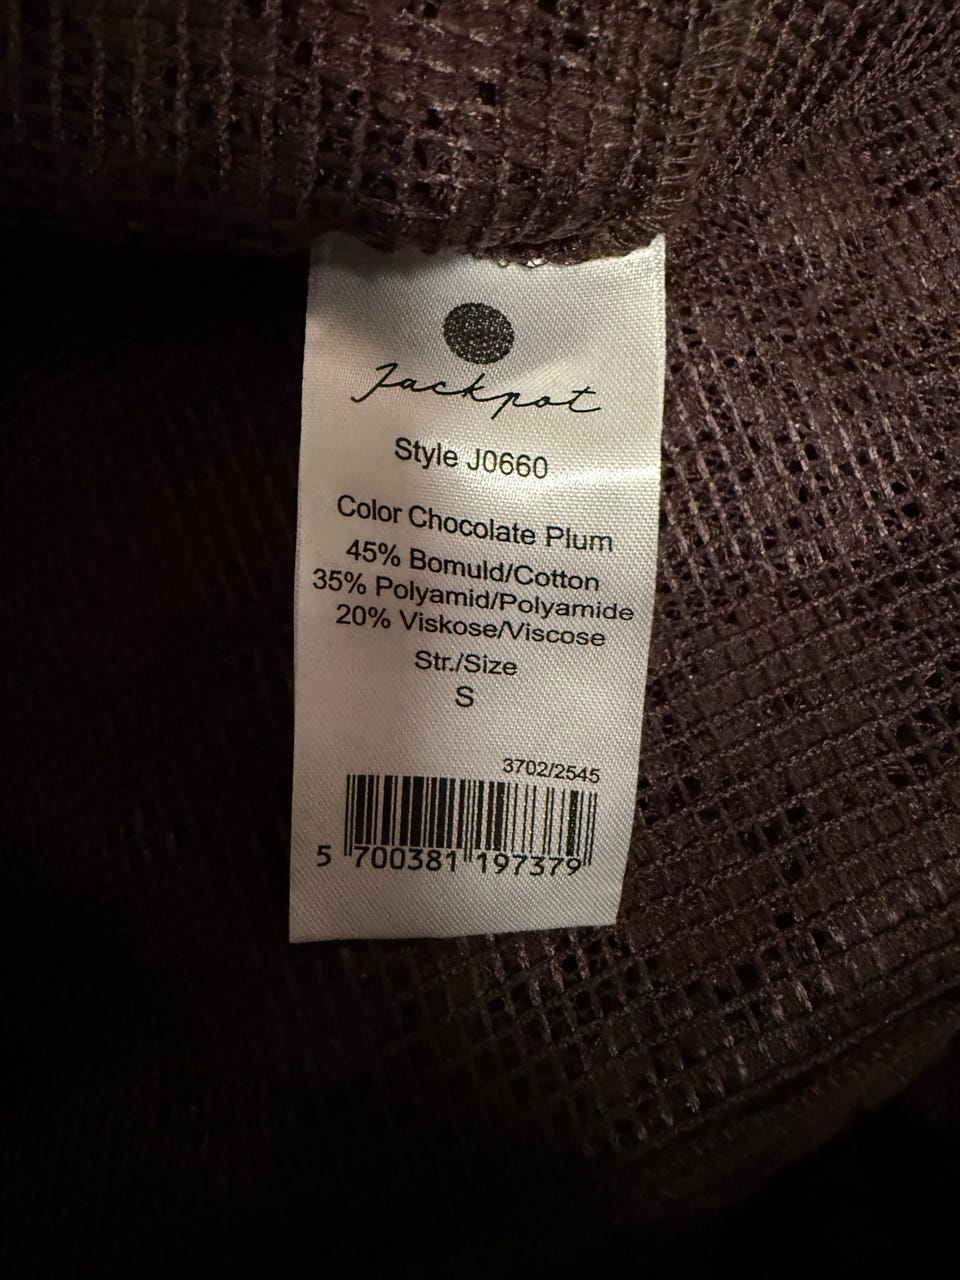 Jackpot
Style J0660
Color Chocolate Plum
45% Bomuld/Cotton
35% Polyamid/Polyamide
20% Viskose/Viscose
Str./Size
S
3702/2545
5 700381 197379